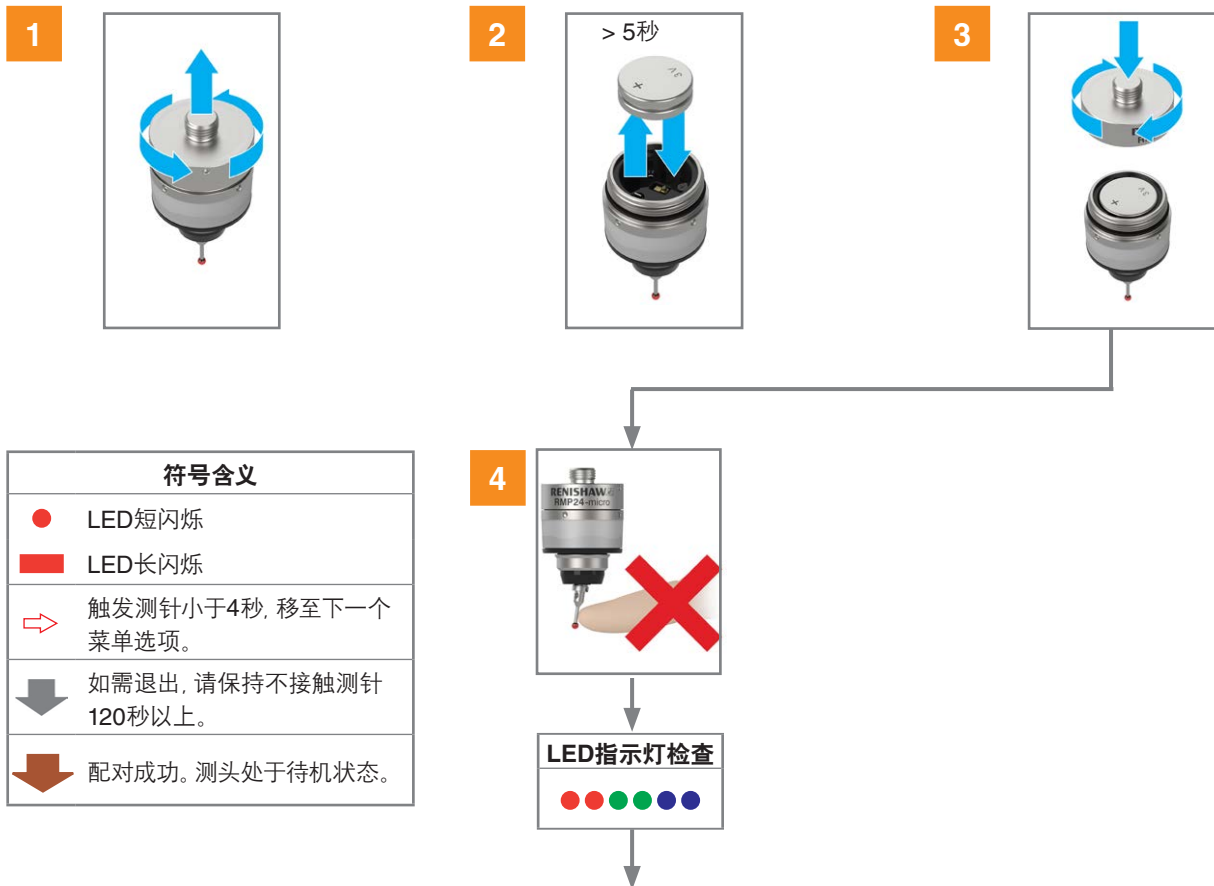 1
2
> 5秒
3V
+
3
3V
+
4
RENISHAW
RMP24-micro
符号含义
LED短闪烁
LED长闪烁
触发测针小于4秒, 移至下一个
菜单选项。
如需退出, 请保持不接触测针
120秒以上。
配对成功。测头处于待机状态。
LED指示灯检查